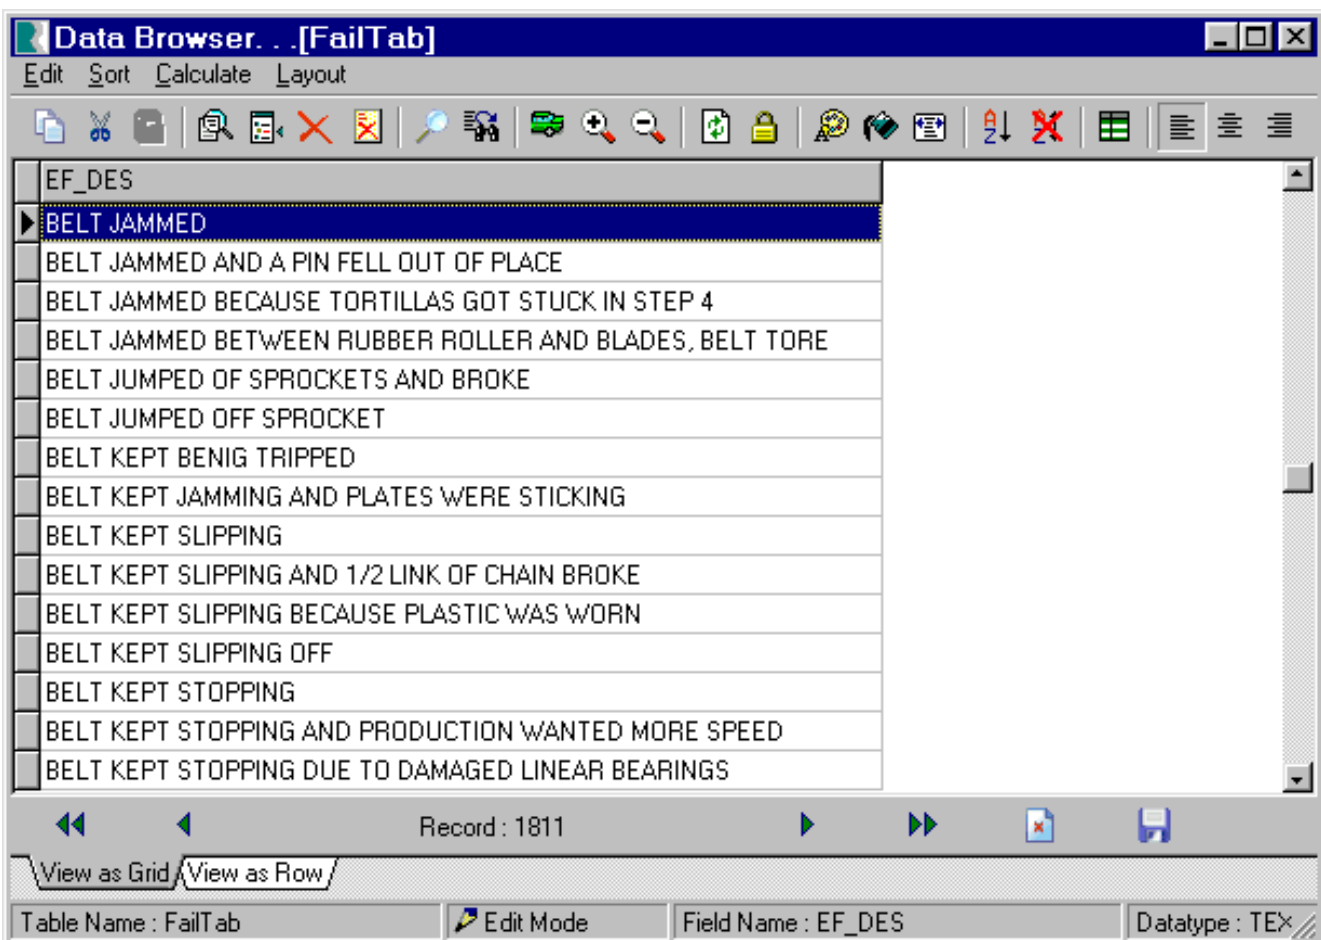 Data Browser. . .[FailTab]
Edit Sort Calculate Layout
EF_DES
BELT JAMMED
BELT JAMMED AND A PIN FELL OUT OF PLACE
BELT JAMMED BECAUSE TORTILLAS GOT STUCK IN STEP 4
BELT JAMMED BETWEEN RUBBER ROLLER AND BLADES, BELT TORE
BELT JUMPED OF SPROCKETS AND BROKE
BELT JUMPED OFF SPROCKET
BELT KEPT BENIG TRIPPED
BELT KEPT JAMMING AND PLATES WERE STICKING
BELT KEPT SLIPPING
BELT KEPT SLIPPING AND 1/2 LINK OF CHAIN BROKE
BELT KEPT SLIPPING BECAUSE PLASTIC WAS WORN
BELT KEPT SLIPPING OFF
BELT KEPT STOPPING
BELT KEPT STOPPING AND PRODUCTION WANTED MORE SPEED
BELT KEPT STOPPING DUE TO DAMAGED LINEAR BEARINGS
Record : 1811
View as Grid View as Row
Table Name : FailTab Edit Mode Field Name : EF_DES Datatype : TEX